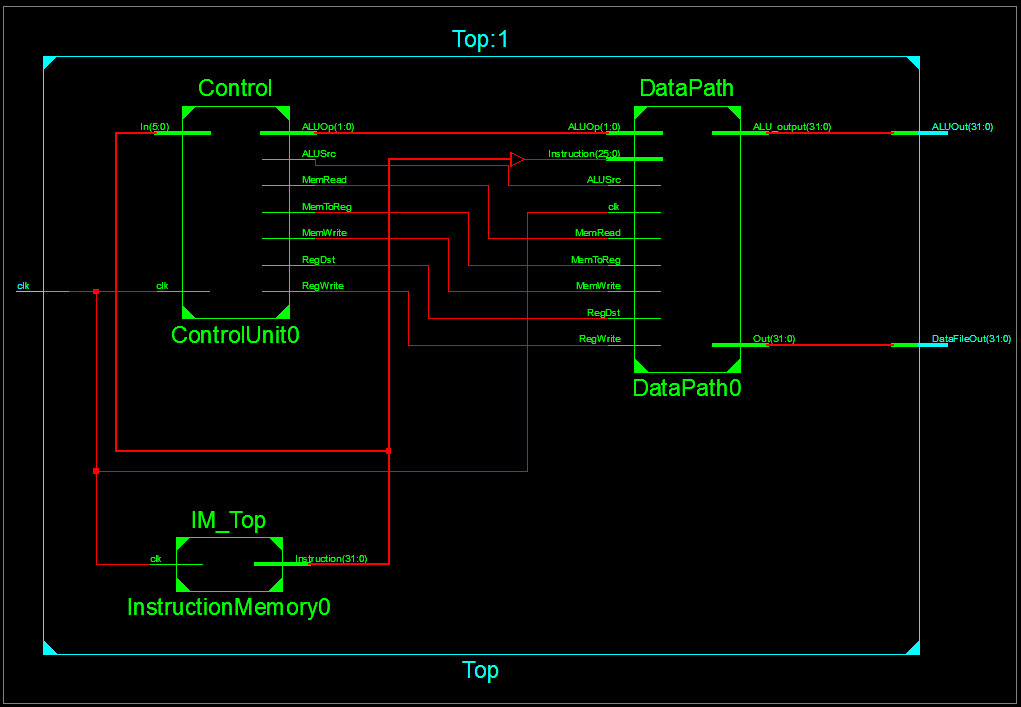 Top:1
Control
DataPath
In(5:0)
ALUOp(1:0)
ALUOp(1:0)
ALU_output(31:0)
ALUOut(31:0)
ALUSrc
Instruction(25:0)
MemRead
ALUSrc
MemToReg
clk
MemWrite
MemRead
RegDst
MemToReg
clk
clk
RegWrite
MemWrite
RegDst
ControlUnit0
RegWrite
Out(31:0)
DataFileOut(31:0)
DataPath0
IM_Top
clk
Instruction(31:0)
InstructionMemory0
Top